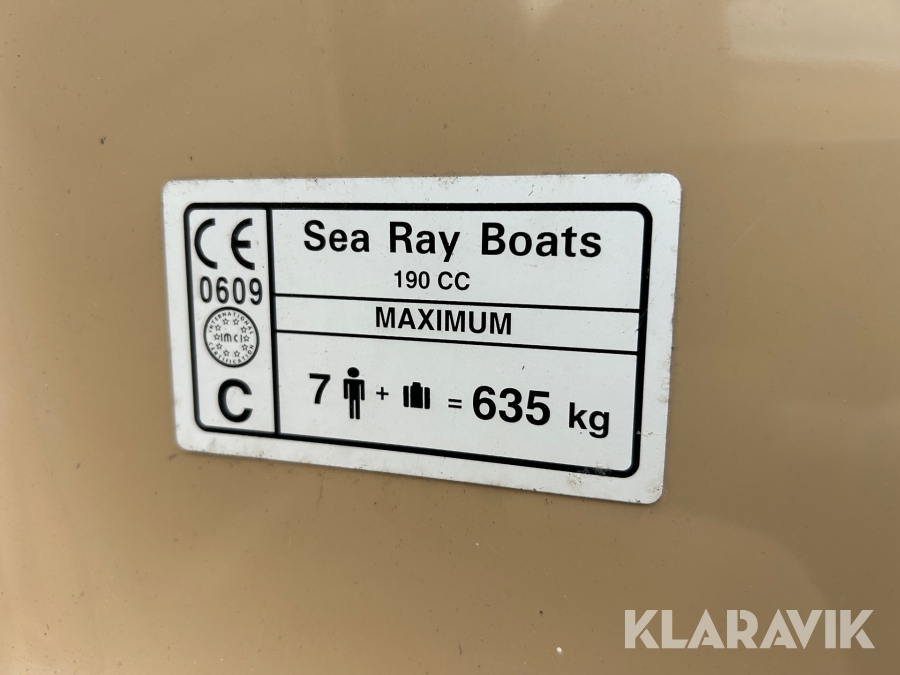 CE
0609
INTERNATIONAL
IMCI
CERTIFICATION
C
Sea Ray Boats
190 CC
MAXIMUM
7 + = 635 kg
KLARAVIK